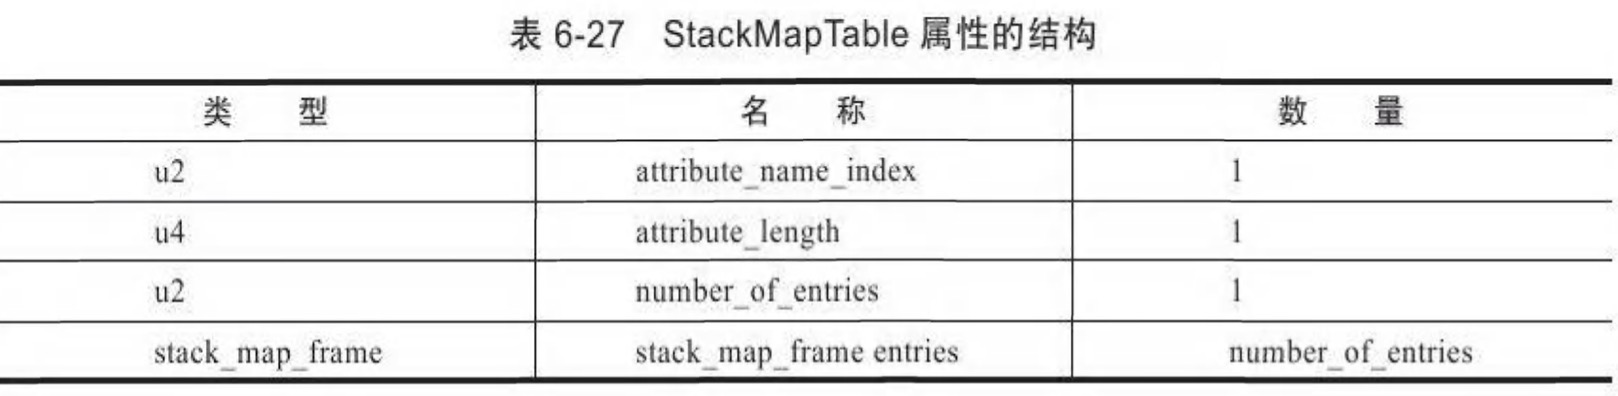 表 6-27 StackMapTable 属性的结构
类 型 名 称 数 量
u2 attribute_name_index 1
u4 attribute_length 1
u2 number_of_entries 1
stack_map_frame stack_map_frame entries number_of_entries